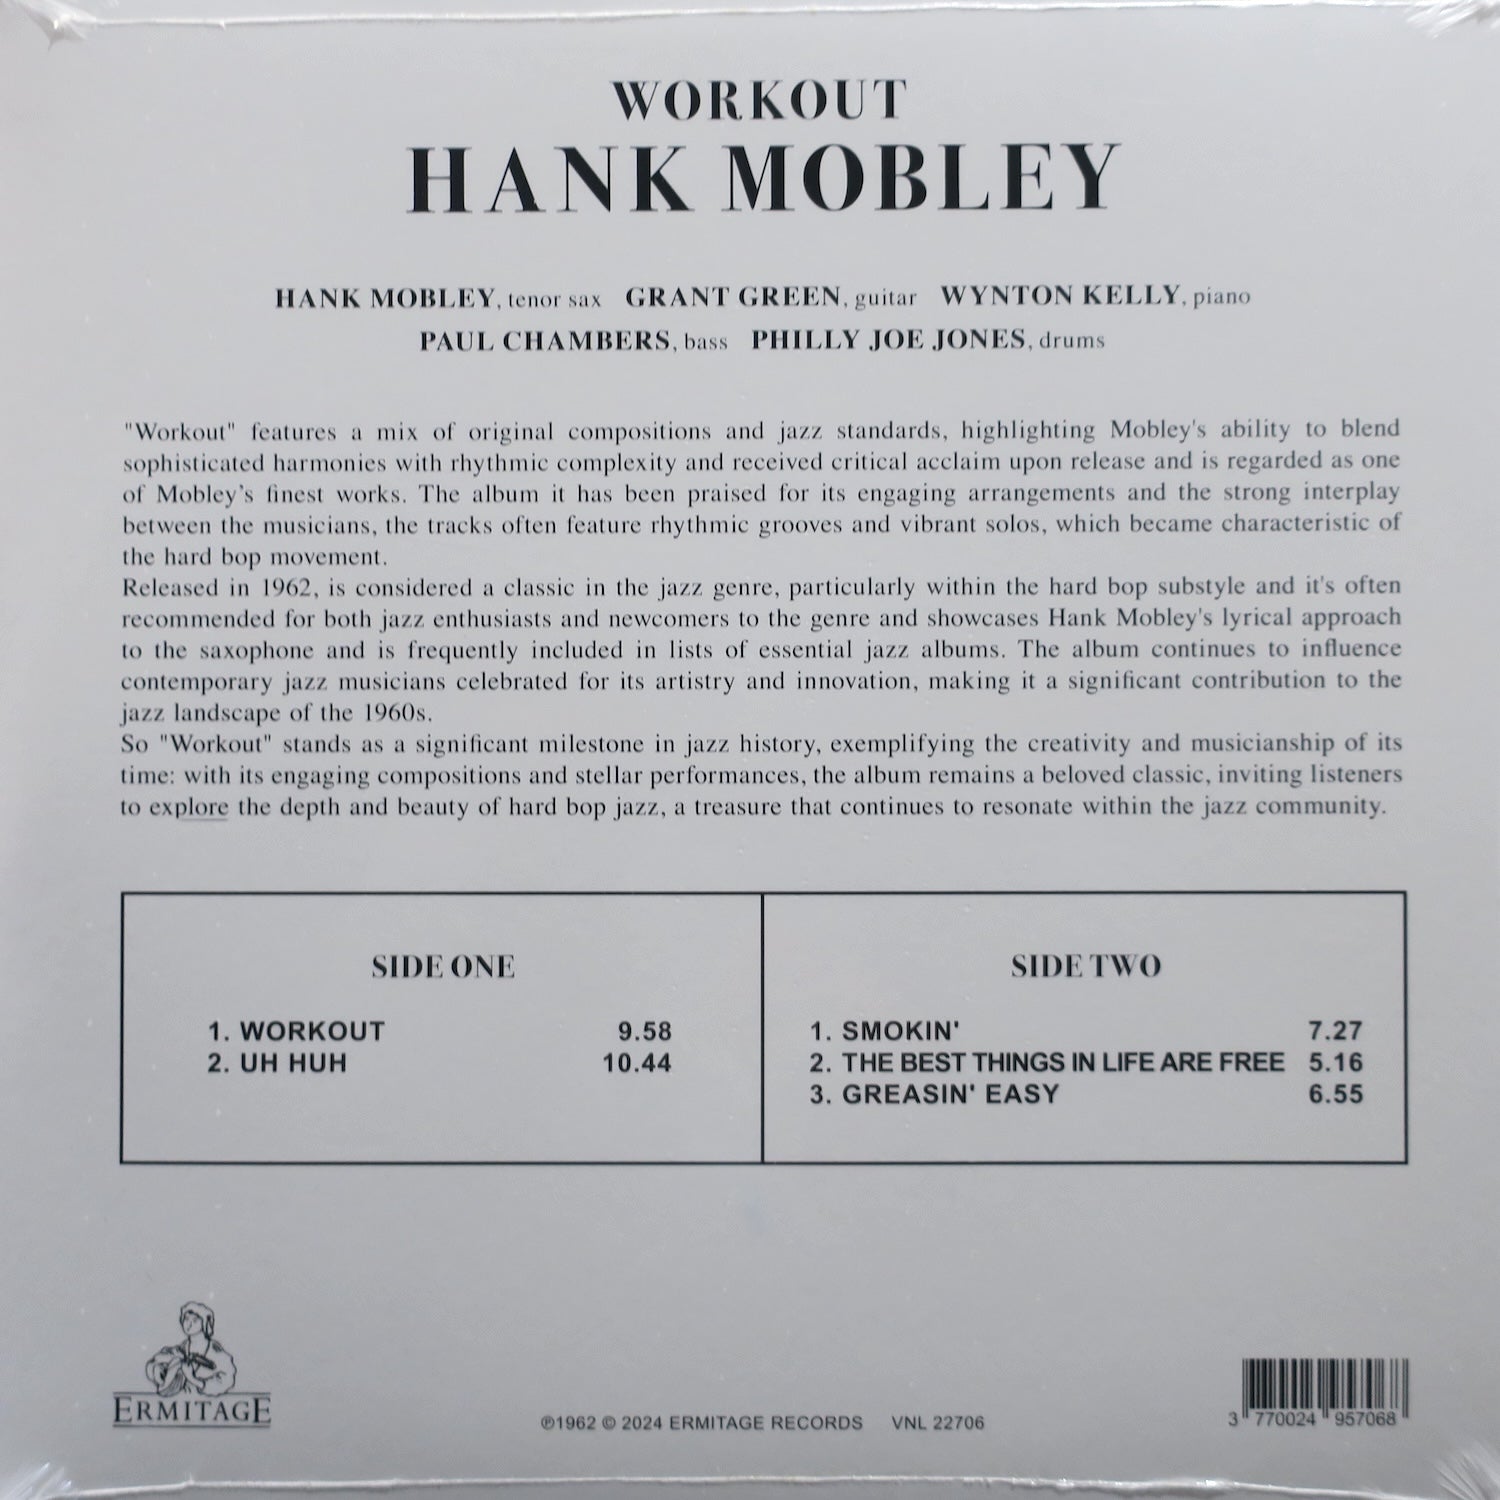 WORKOUT
HANK MOBLEY
HANK MOBLEY, tenor sax GRANT GREEN, guitar WYNTON KELLY, piano
PAUL CHAMBERS, bass PHILLY JOE JONES, drums
"Workout" features a mix of original compositions and jazz standards, highlighting Mobley's ability to blend
sophisticated harmonies with rhythmic complexity and received critical acclaim upon release and is regarded as one
of Mobley’s finest works. The album it has been praised for its engaging arrangements and the strong interplay
between the musicians, the tracks often feature rhythmic grooves and vibrant solos, which became characteristic of
the hard bop movement.
Released in 1962, is considered a classic in the jazz genre, particularly within the hard bop substyle and it's often
recommended for both jazz enthusiasts and newcomers to the genre and showcases Hank Mobley's lyrical approach
to the saxophone and is frequently included in lists of essential jazz albums. The album continues to influence
contemporary jazz musicians celebrated for its artistry and innovation, making it a significant contribution to the
jazz landscape of the 1960s.
So "Workout" stands as a significant milestone in jazz history, exemplifying the creativity and musicianship of its
time: with its engaging compositions and stellar performances, the album remains a beloved classic, inviting listeners
to explore the depth and beauty of hard bop jazz, a treasure that continues to resonate within the jazz community.
SIDE ONE
1. WORKOUT 9.58
2. UH HUH 10.44
SIDE TWO
1. SMOKIN' 7.27
2. THE BEST THINGS IN LIFE ARE FREE 5.16
3. GREASIN' EASY 6.55
ERMITAGE
℗1962 © 2024 ERMITAGE RECORDS VNL 22706
3 770024 957068